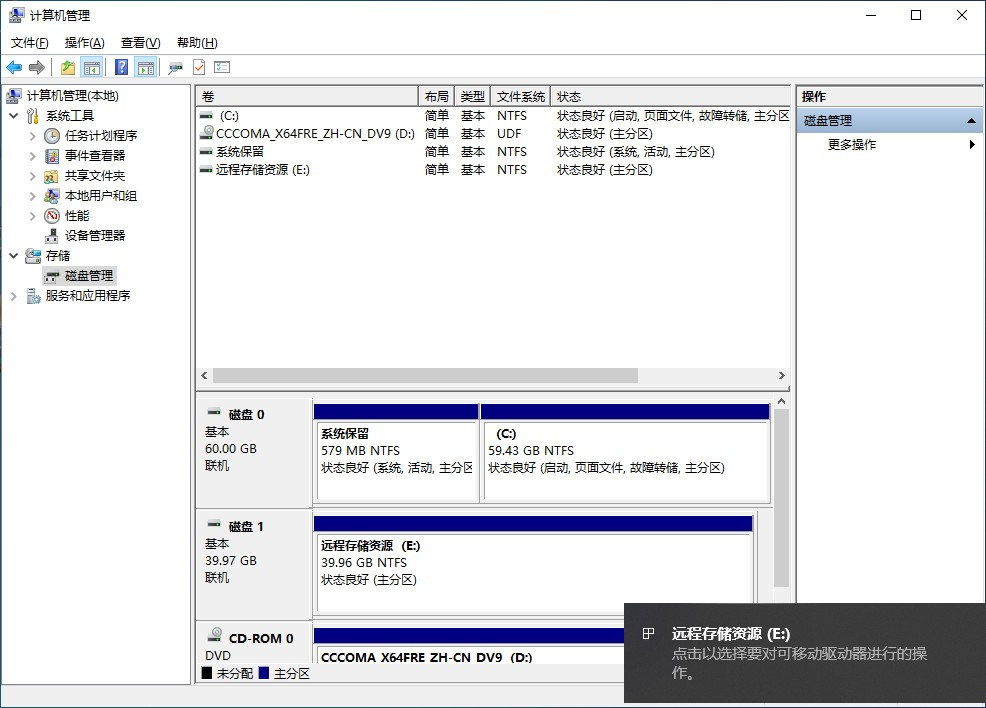 计算机管理
文件(F) 操作(A) 查看(V) 帮助(H)
计算机管理(本地)
系统工具
任务计划程序
事件查看器
共享文件夹
本地用户和组
性能
设备管理器
存储
磁盘管理
服务和应用程序
卷 布局 类型 文件系统 状态
(C:) 简单 基本 NTFS 状态良好 (启动, 页面文件, 故障转储, 主分区
CCCOMA_X64FRE_ZH-CN_DV9 (D:) 简单 基本 UDF 状态良好 (主分区)
系统保留 简单 基本 NTFS 状态良好 (系统, 活动, 主分区)
远程存储资源 (E:) 简单 基本 NTFS 状态良好 (主分区)
操作
磁盘管理
更多操作
磁盘 0
基本
60.00 GB
联机
系统保留
579 MB NTFS
状态良好 (系统, 活动, 主分区
(C:)
59.43 GB NTFS
状态良好 (启动, 页面文件, 故障转储, 主分区)
磁盘 1
基本
39.97 GB
联机
远程存储资源 (E:)
39.96 GB NTFS
状态良好 (主分区)
CD-ROM 0
DVD
CCCOMA_X64FRE_ZH-CN_DV9 (D:)
未分配 主分区
远程存储资源 (E:)
点击以选择要对可移动驱动器进行的操
作。